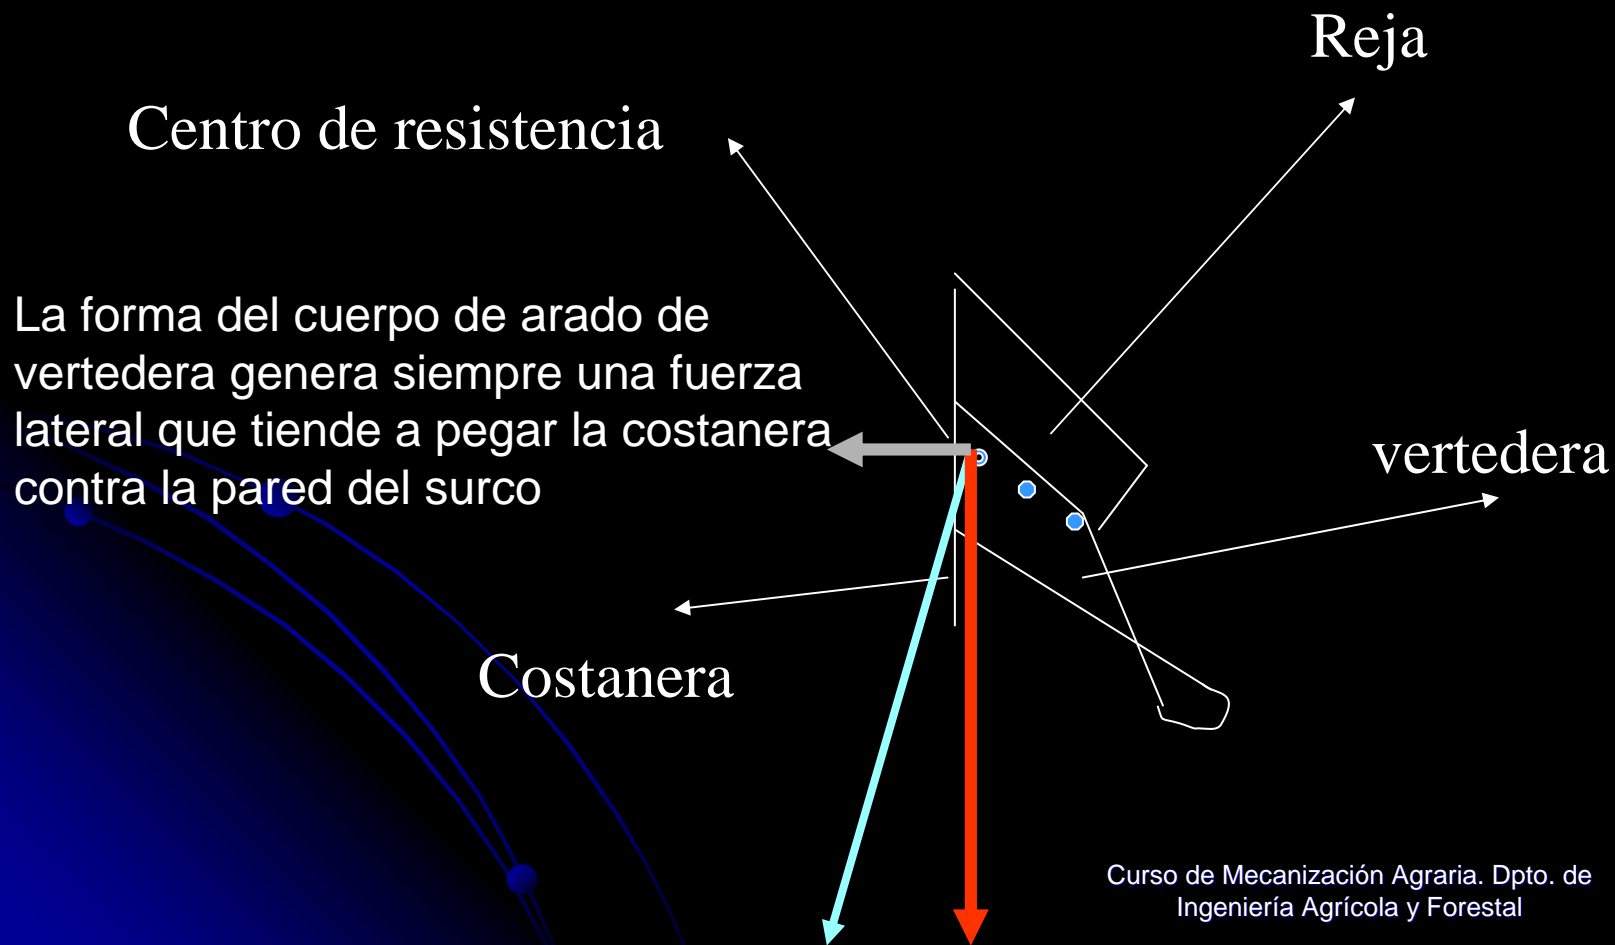 Reja
Centro de resistencia
La forma del cuerpo de arado de
vertedera genera siempre una fuerza
lateral que tiende a pegar la costanera
contra la pared del surco
vertedera
Costanera
Curso de Mecanización Agraria. Dpto. de
Ingeniería Agrícola y Forestal